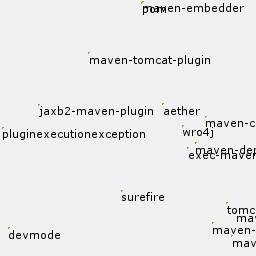 maven-embedder
pom
maven-tomcat-plugin
jaxb2-maven-plugin
aether
maven-c
pluginexecutionexception
wro4j
maven-dep
exec-maven
surefire
tomc
mav
maven-
devmode
mav